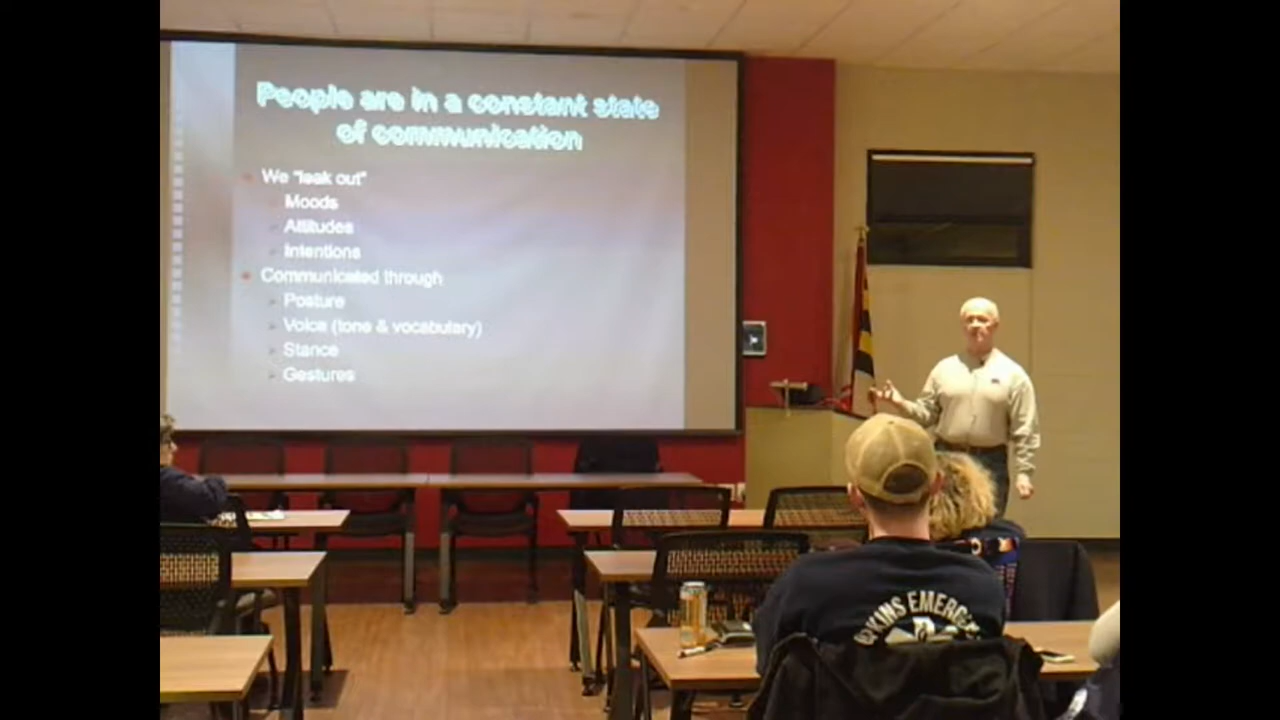 People are in a constant state
of communication
We "leak out"
Moods
Attitudes
Intentions
Communicated through
Posture
Voice (tone & vocabulary)
Stance
Gestures